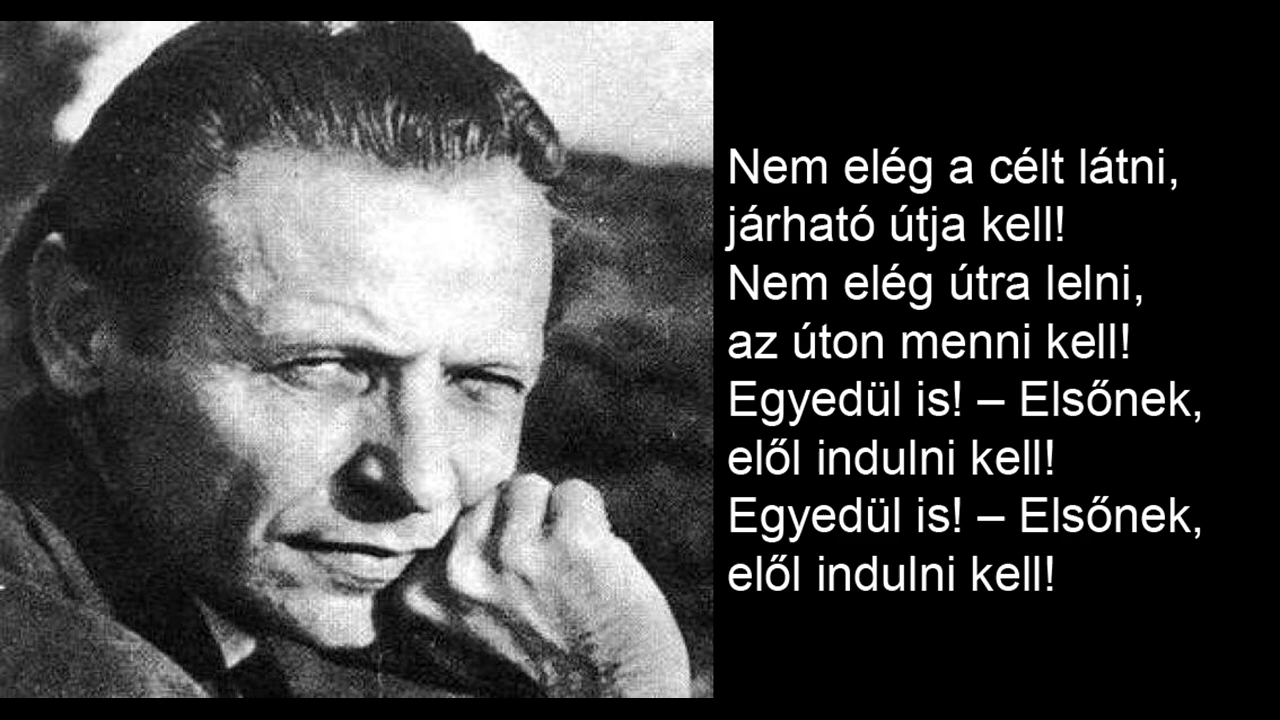 Nem elég a célt látni,
járható útja kell!
Nem elég útra lelni,
az úton menni kell!
Egyedül is! – Elsőnek,
elől indulni kell!
Egyedül is! – Elsőnek,
elől indulni kell!